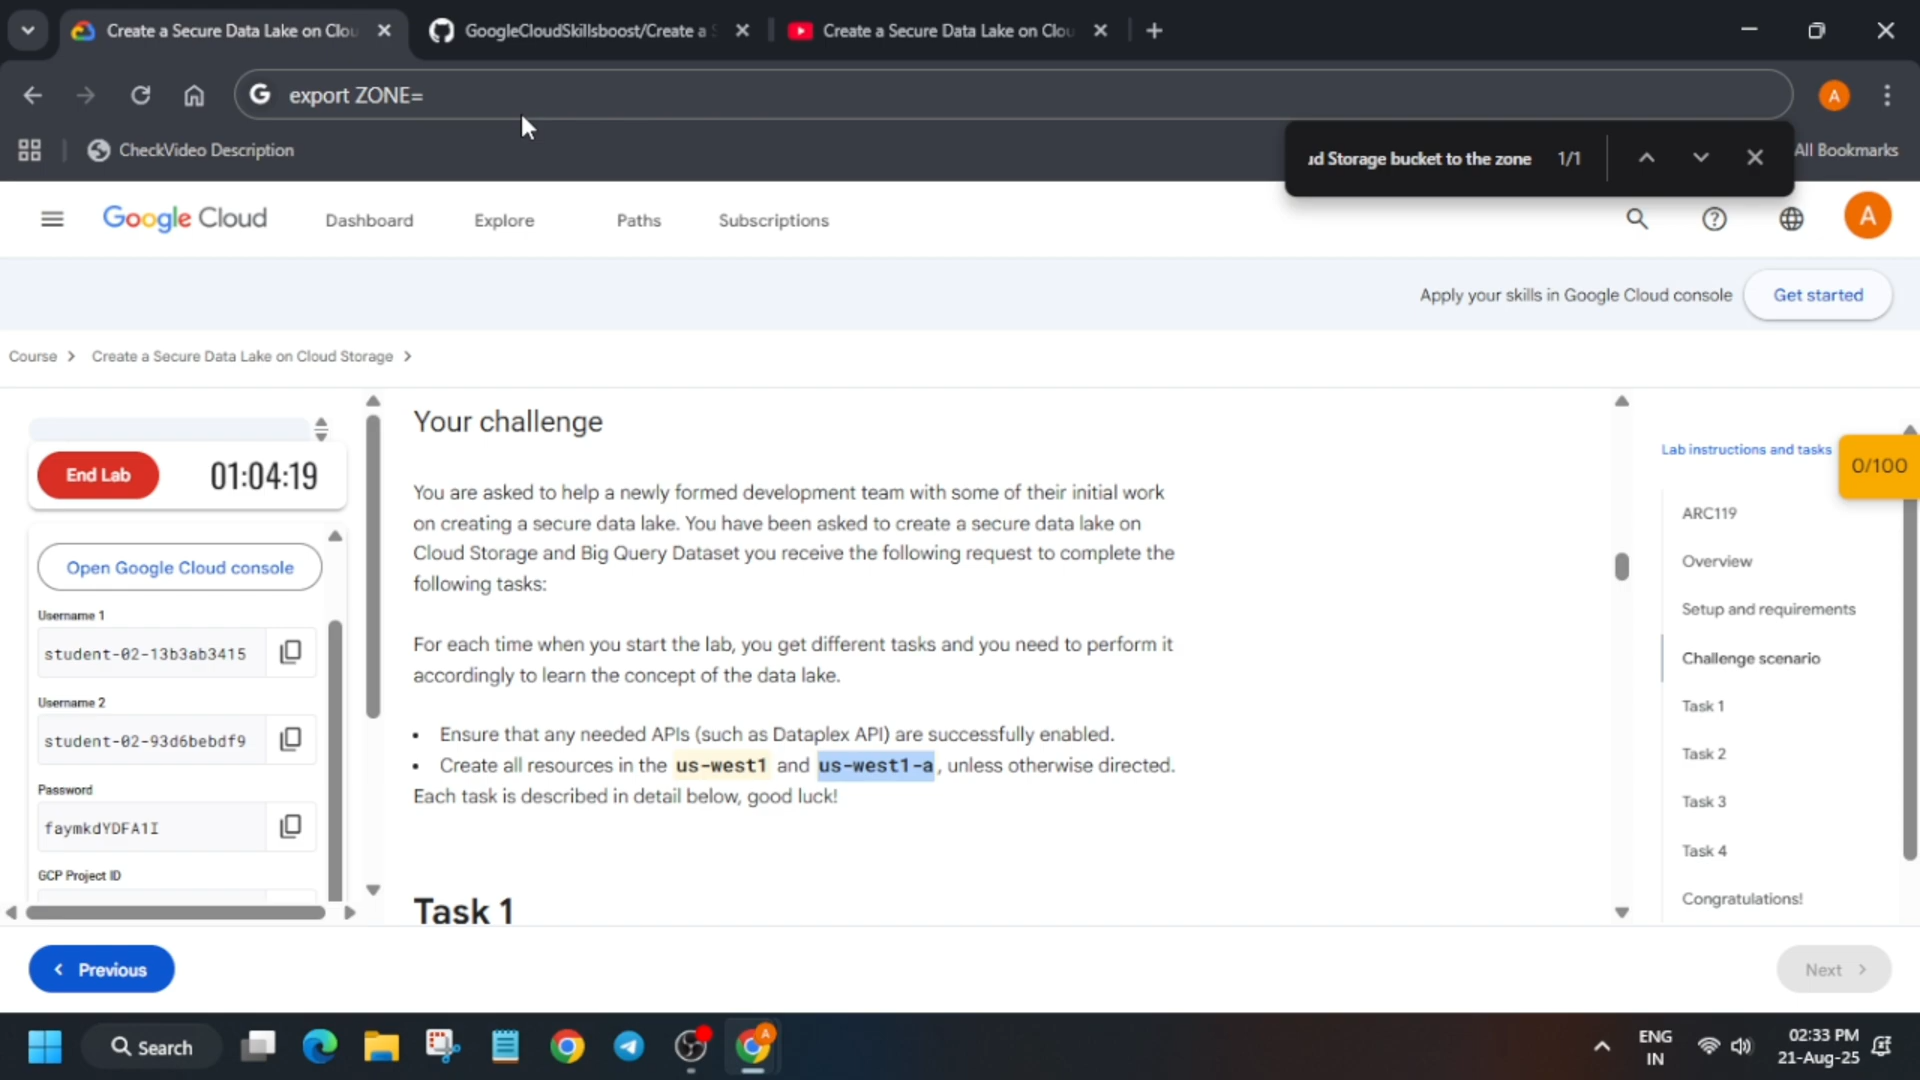 Create a Secure Data Lake on Clou
GoogleCloudSkillsboost/Create a S
Create a Secure Data Lake on Clou
export ZONE=
A
CheckVideo Description
d Storage bucket to the zone 1/1
All Bookmarks
Google Cloud
Dashboard
Explore
Paths
Subscriptions
A
Apply your skills in Google Cloud console
Get started
Course
Create a Secure Data Lake on Cloud Storage
End Lab
01:04:19
Open Google Cloud console
Username 1
student-02-13b3ab3415
Username 2
student-02-93d6bebdf9
Password
faymkdYDFA1I
GCP Project ID
Your challenge
You are asked to help a newly formed development team with some of their initial work
on creating a secure data lake. You have been asked to create a secure data lake on
Cloud Storage and Big Query Dataset you receive the following request to complete the
following tasks:
For each time when you start the lab, you get different tasks and you need to perform it
accordingly to learn the concept of the data lake.
• Ensure that any needed APIs (such as Dataplex API) are successfully enabled.
• Create all resources in the us-west1 and us-west1-a, unless otherwise directed.
Each task is described in detail below, good luck!
Task 1
Lab instructions and tasks
0/100
ARC119
Overview
Setup and requirements
Challenge scenario
Task 1
Task 2
Task 3
Task 4
Congratulations!
Previous
Next
Search
A
ENG
IN
02:33 PM
21-Aug-25